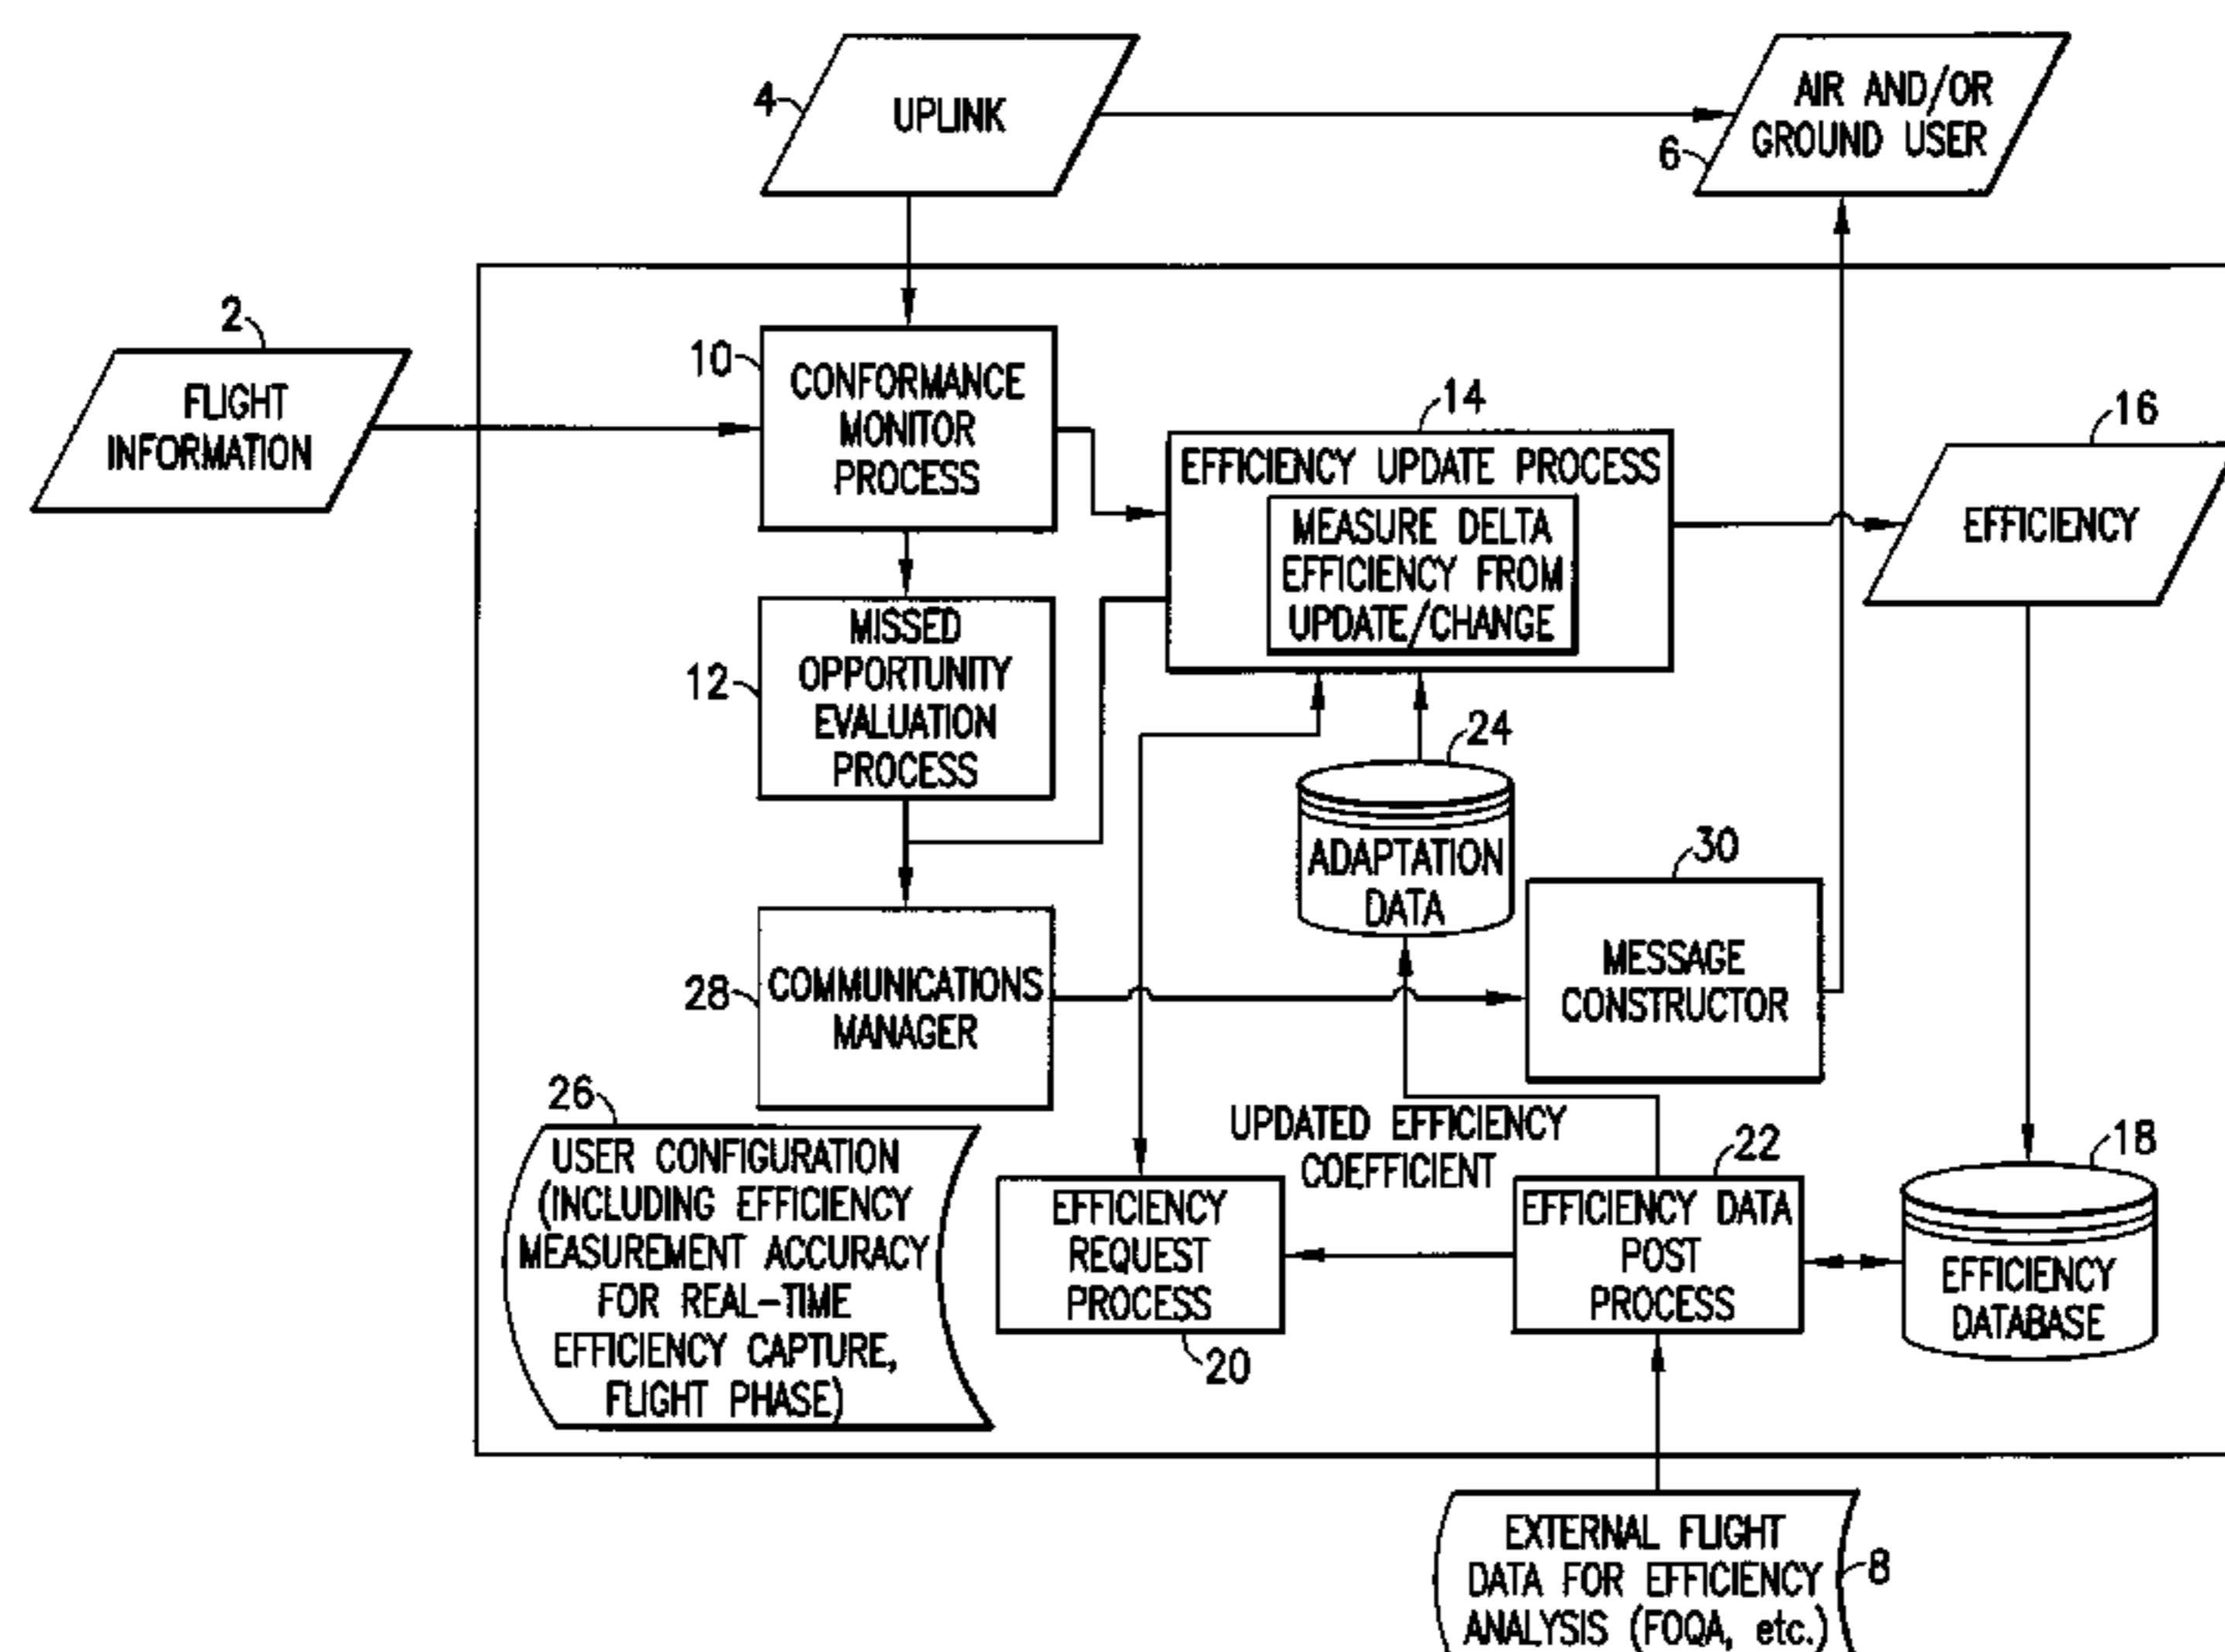 4
UPLINK
AIR AND/OR
GROUND USER
6
2
FLIGHT
INFORMATION
10
CONFORMANCE
MONITOR
PROCESS
14
EFFICIENCY UPDATE PROCESS
MEASURE DELTA
EFFICIENCY FROM
UPDATE/CHANGE
16
EFFICIENCY
12
MISSED
OPPORTUNITY
EVALUATION
PROCESS
24
ADAPTATION
DATA
30
MESSAGE
CONSTRUCTOR
28
COMMUNICATIONS
MANAGER
26
USER CONFIGURATION
(INCLUDING EFFICIENCY
MEASUREMENT ACCURACY
FOR REAL-TIME
EFFICIENCY CAPTURE,
FLIGHT PHASE)
UPDATED EFFICIENCY
COEFFICIENT
EFFICIENCY
REQUEST
PROCESS
20
22
EFFICIENCY DATA
POST
PROCESS
18
EFFICIENCY
DATABASE
EXTERNAL FLIGHT
DATA FOR EFFICIENCY
ANALYSIS (FOQA, etc.)
8